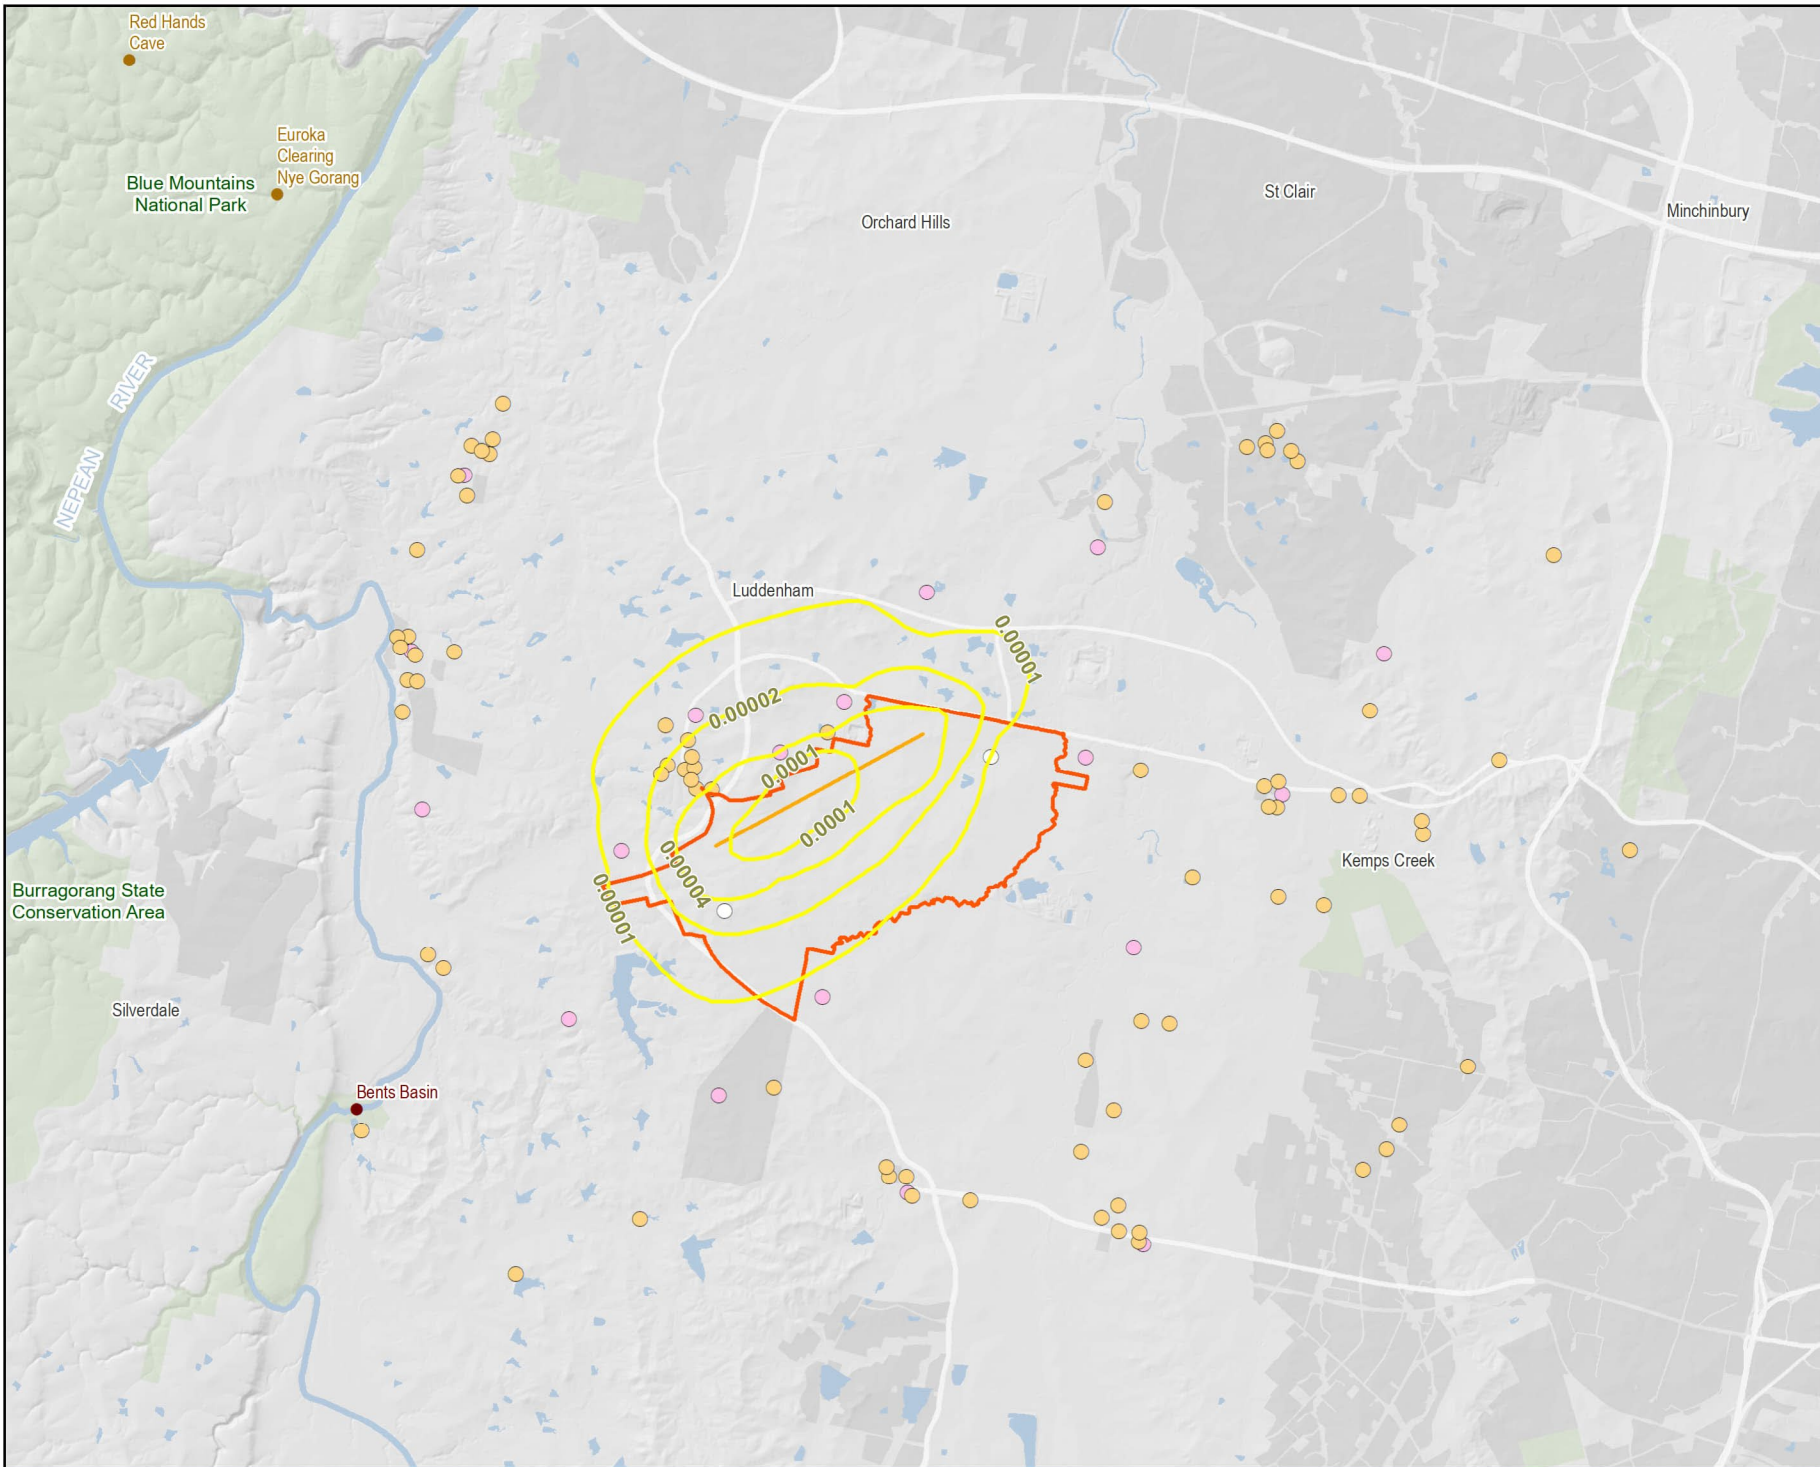 Red Hands
Cave
Euroka
Clearing
Nye Gorang
Blue Mountains
National Park
St Clair
Minchinbury
Orchard Hills
NEPEAN RIVER
Luddenham
0.00001
0.00002
0.0001
0.0001
0.00004
0.00001
Kemps Creek
Burragorang State
Conservation Area
Silverdale
Bents Basin